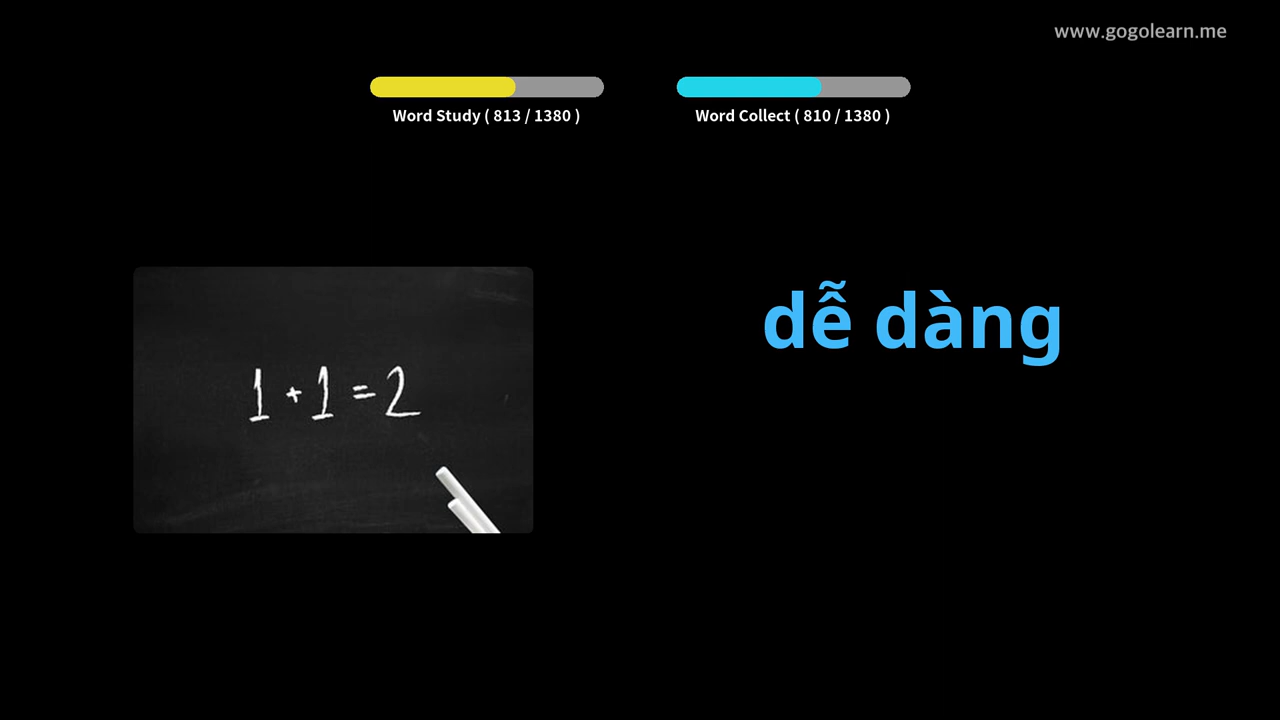 www.gogolearn.me
Word Study ( 813 / 1380 )
Word Collect ( 810 / 1380 )
dễ dàng
1 + 1 = 2